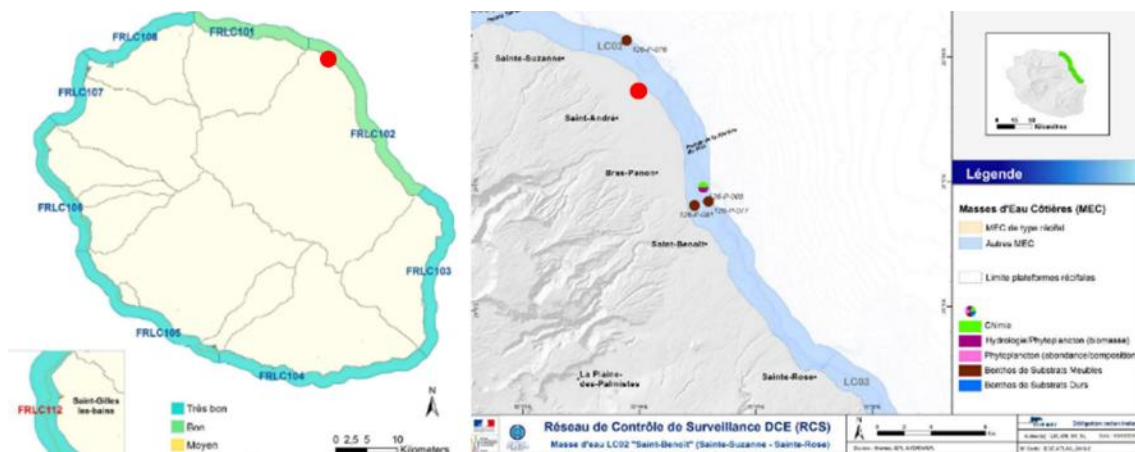 FRLC108
FRLC101
FRLC107
FRLC102
FRLC106
FRLC103
FRLC105
FRLC104
FRLC112
Saint-Gilles
les-bains
Très bon
Bon
Moyen
N
0 2,5 5 10
Kilometers
LC02
126-P-076
Sainte-Suzanne
Saint-André
Bras-Panon
Saint-Benoît
La Plaine-
des-Palmistes
Sainte-Rose
LC03
N
Légende
Masses d'Eau Côtières (MEC)
MEC de type récifal
Autres MEC
Limite plateformes récifales
Chimie
Hydrologie/Phytoplancton (biomasse)
Phytoplancton (abondance/composition)
Benthos de Substrats Meubles
Benthos de Substrats Durs
Réseau de Contrôle de Surveillance DCE (RCS)
Masse d'eau LC02 "Saint-Benoît" (Sainte-Suzanne - Sainte-Rose)